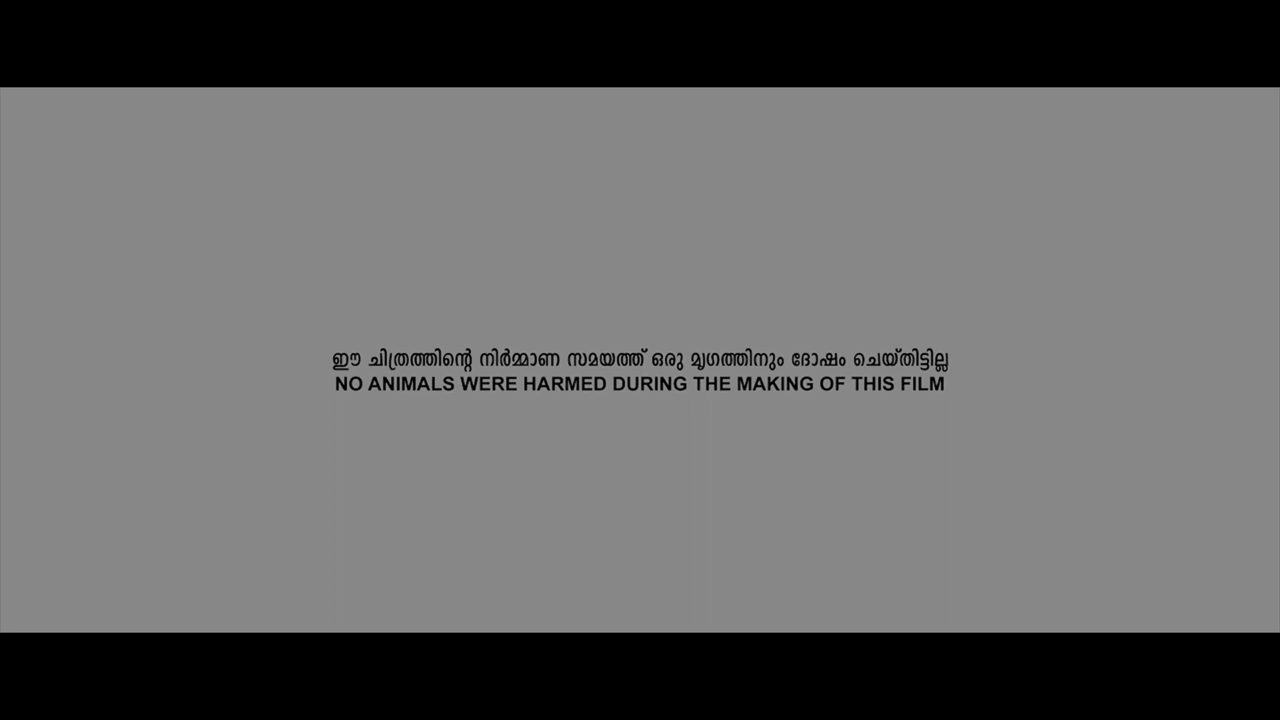 ഈ ചിത്രത്തിന്റെ നിർമ്മാണ സമയത്ത് ഒരു മൃഗത്തിനും ദോഷം ചെയ്തിട്ടില്ല
NO ANIMALS WERE HARMED DURING THE MAKING OF THIS FILM